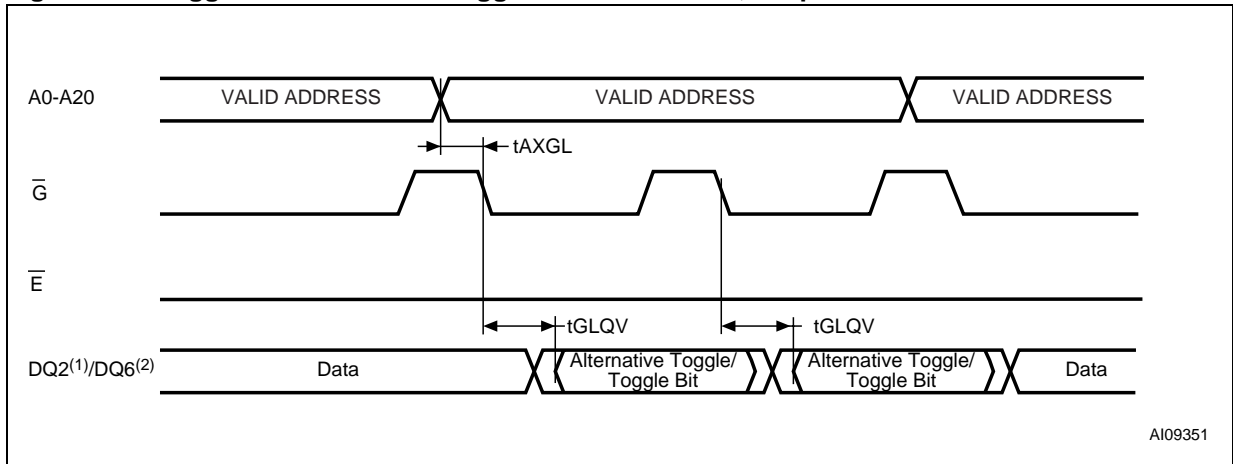 A0-A20
VALID ADDRESS
VALID ADDRESS
VALID ADDRESS
tAXGL
G
E
tGLQV
tGLQV
DQ2(1)/DQ6(2)
Data
Alternative Toggle/
Toggle Bit
Alternative Toggle/
Toggle Bit
Data
AI09351